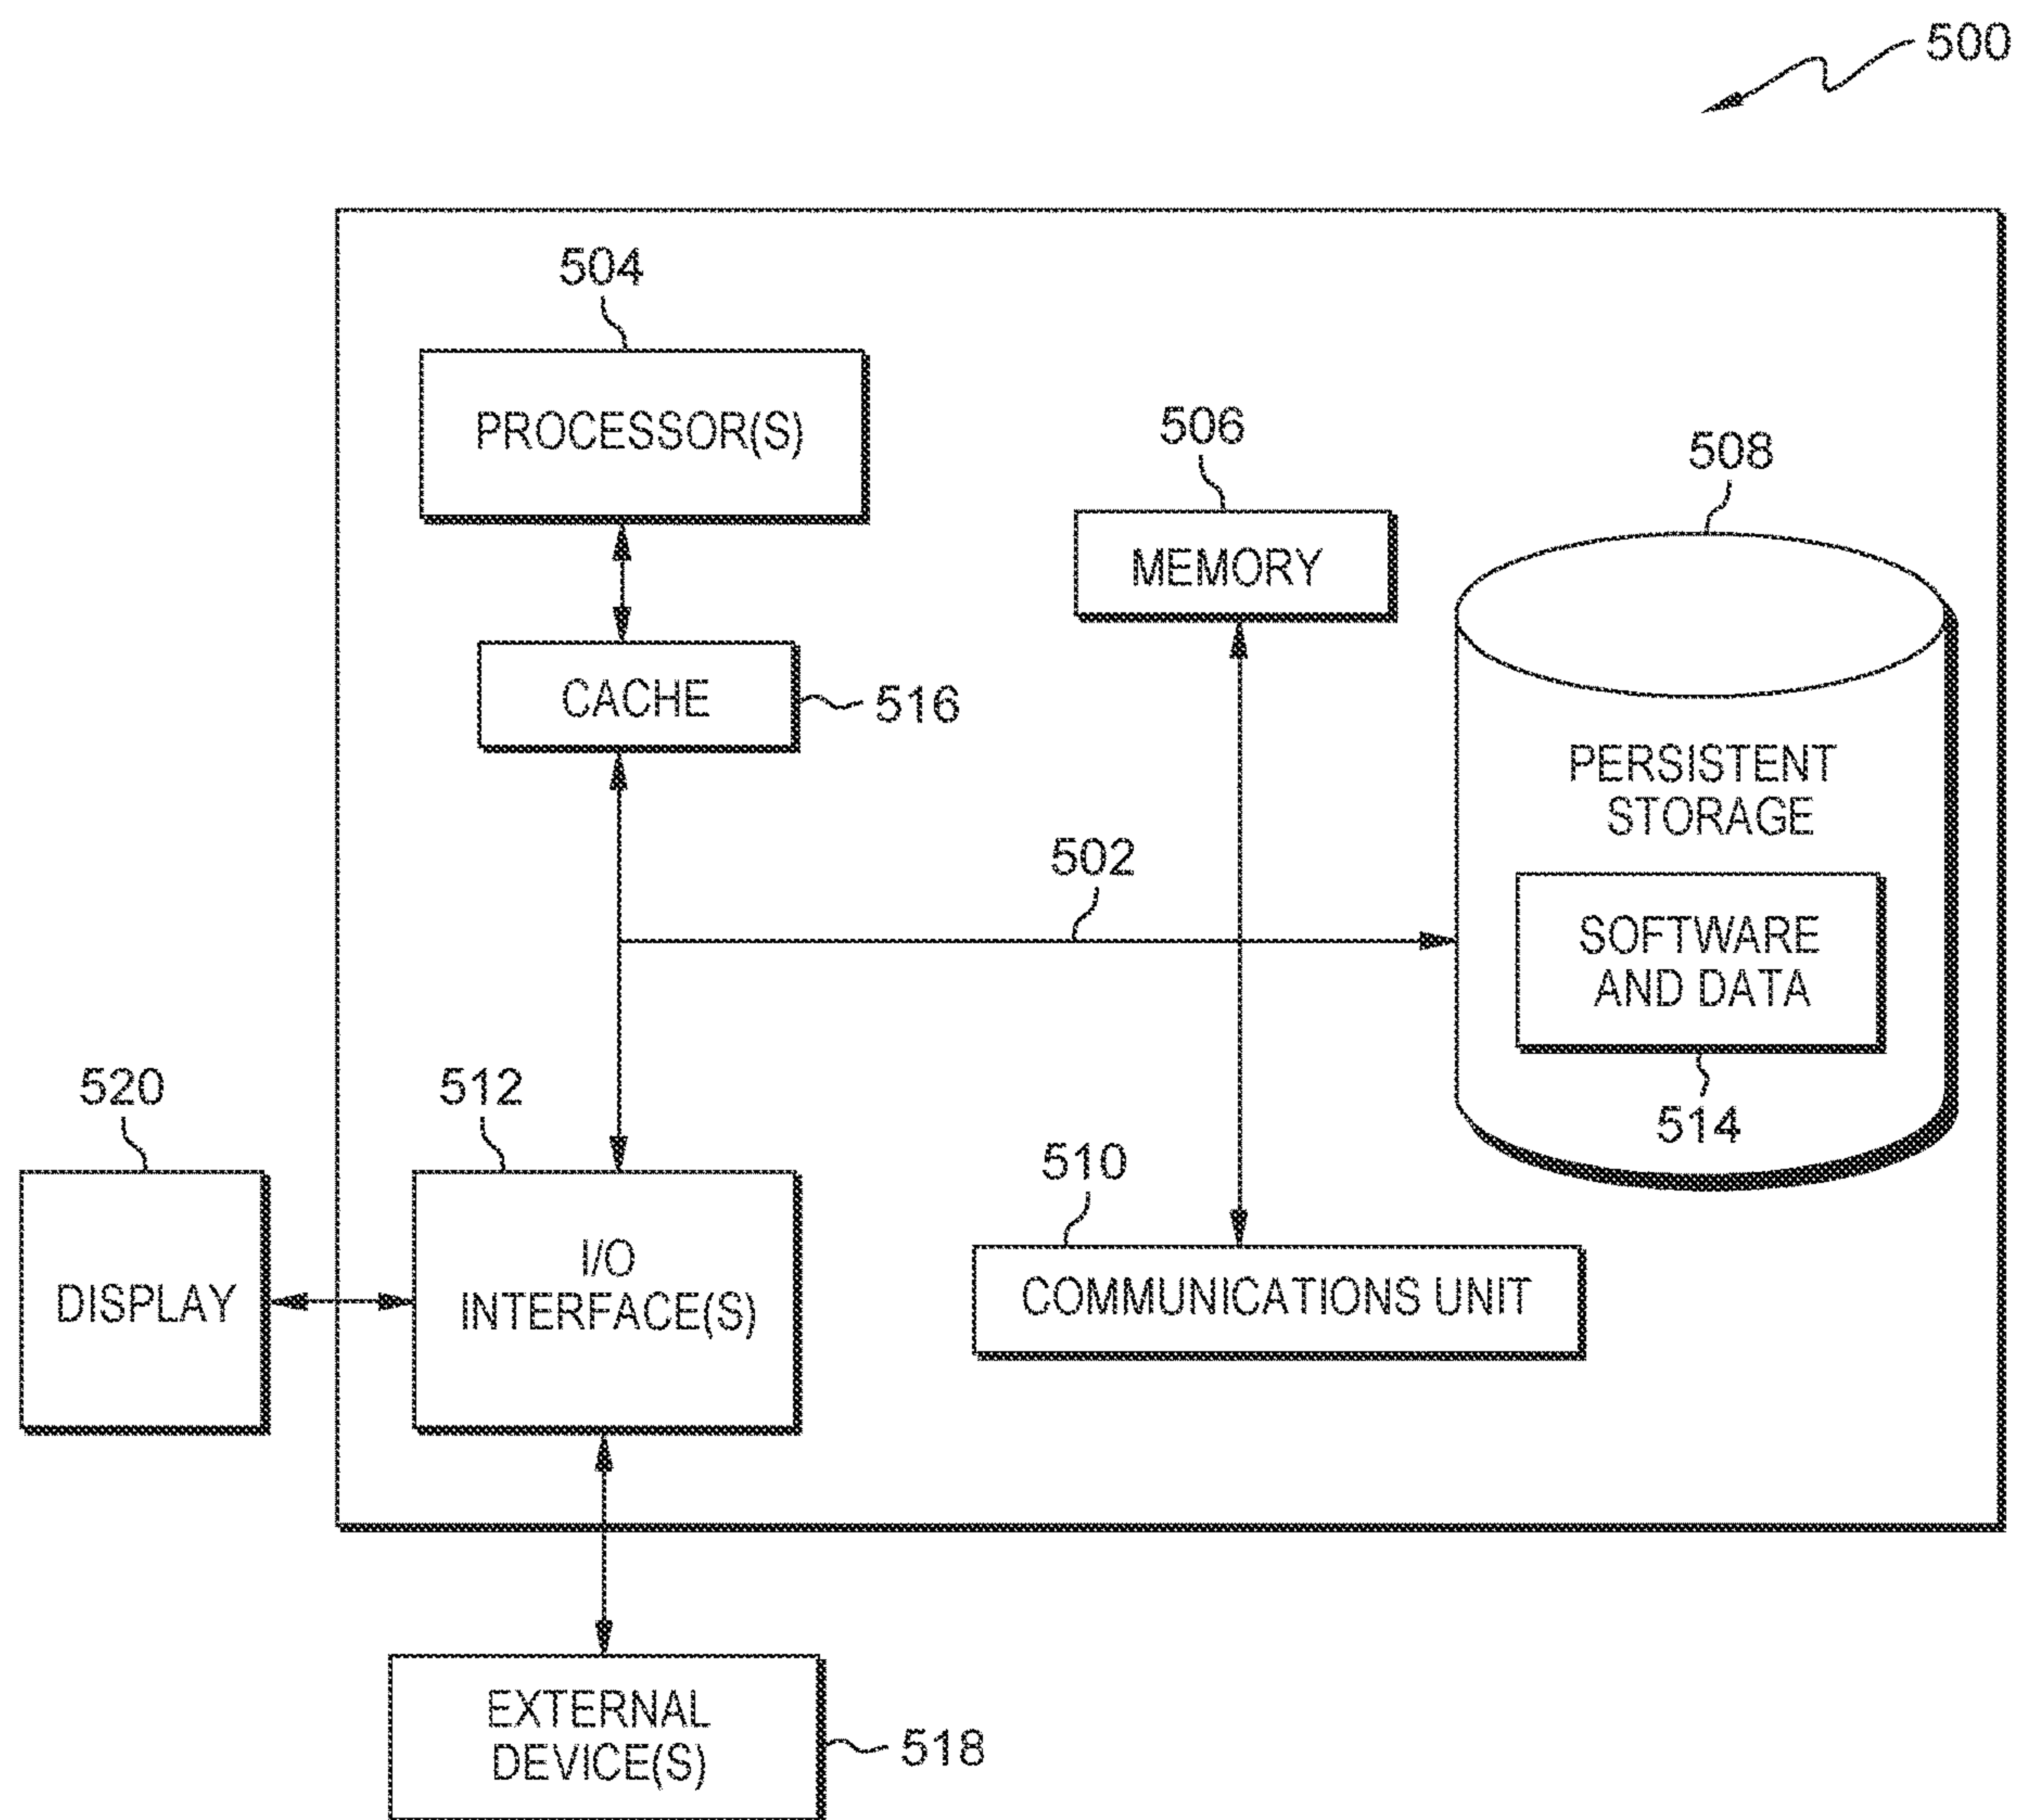 500
504
PROCESSOR(S)
506
508
MEMORY
CACHE
516
PERSISTENT
STORAGE
502
SOFTWARE
AND DATA
514
520
512
510
DISPLAY
I/O
INTERFACE(S)
COMMUNICATIONS UNIT
EXTERNAL
DEVICE(S)
518